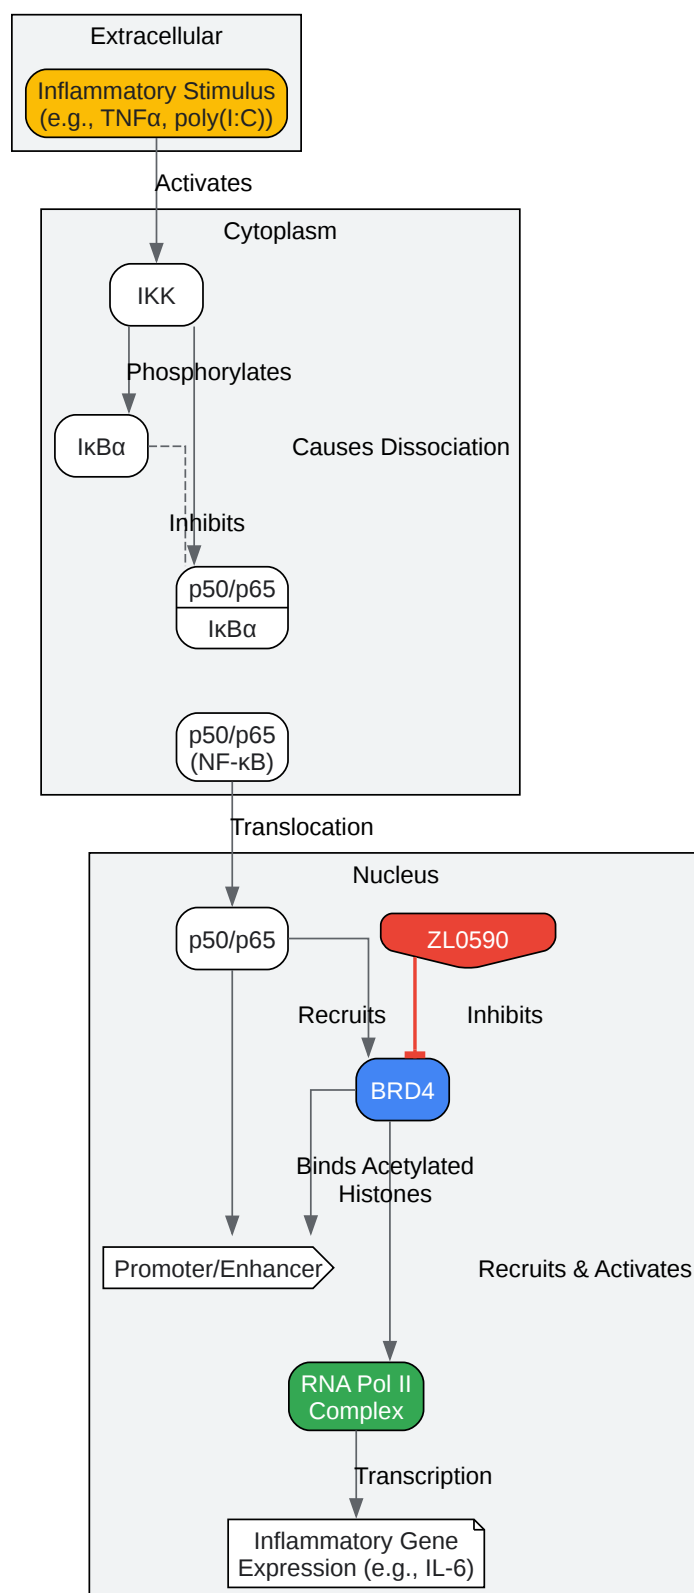 Extracellular
Inflammatory Stimulus
(e.g., TNFα, poly(I:C))
Activates
Cytoplasm
IKK
Phosphorylates
IκBα
Causes Dissociation
Inhibits
p50/p65
IκBα
p50/p65
(NF-κB)
Translocation
Nucleus
p50/p65
ZL0590
Recruits
Inhibits
BRD4
Binds Acetylated
Histones
Promoter/Enhancer
Recruits & Activates
RNA Pol II
Complex
Transcription
Inflammatory Gene
Expression (e.g., IL-6)